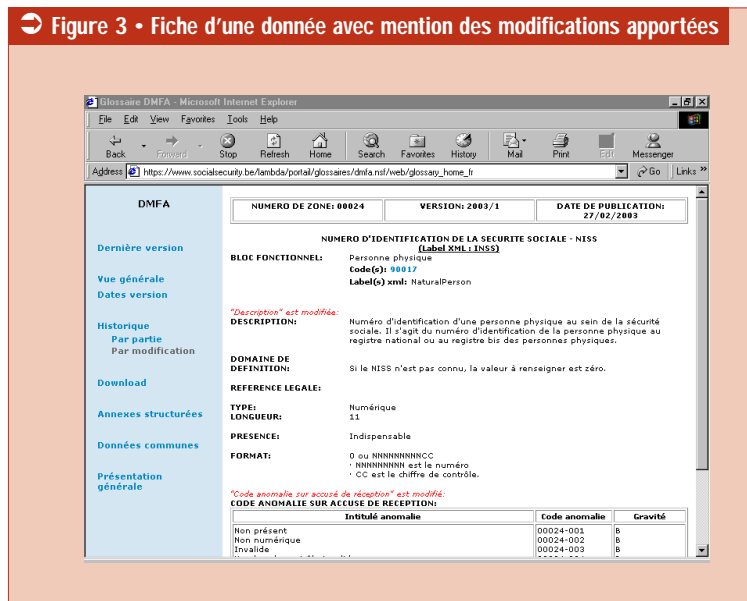 Figure 3 • Fiche d'une donnée avec mention des modifications apportées
Glossaire DMFA - Microsoft Internet Explorer
File Edit View Favorites Tools Help
Back Forward Stop Refresh Home Search Favorites History Mail Print Edit Messenger
Address https://www.socialsecurity.be/lambda/portail/glossaires/dmfa.nsf/web/glossary_home_fr Go Links »
DMFA
Dernière version
Vue générale
Dates version
Historique
Par partie
Par modification
Download
Annexes structurées
Données communes
Présentation
générale
NUMERO DE ZONE: 00024 VERSION: 2003/1 DATE DE PUBLICATION:
27/02/2003
NUMERO D'IDENTIFICATION DE LA SECURITE SOCIALE - NISS
(Label XML : INSS)
BLOC FONCTIONNEL: Personne physique
Code(s): 90017
Label(s) xml: NaturalPerson
"Description" est modifiée:
DESCRIPTION: Numéro d'identification d'une personne physique au sein de la sécurité
sociale. Il s'agit du numéro d'identification de la personne physique au
registre national ou au registre bis des personnes physiques.
DOMAINE DE
DEFINITION: Si le NISS n'est pas connu, la valeur à renseigner est zéro.
REFERENCE LEGALE:
TYPE: Numérique
LONGUEUR: 11
PRESENCE: Indispensable
FORMAT: 0 ou NNNNNNNNNCC
· NNNNNNNNN est le numéro
· CC est le chiffre de contrôle.
"Code anomalie sur accusé de réception" est modifié:
CODE ANOMALIE SUR ACCUSE DE RECEPTION:
Intitulé anomalie Code anomalie Gravité
Non présent 00024-001 B
Non numérique 00024-002 B
Invalide 00024-003 B